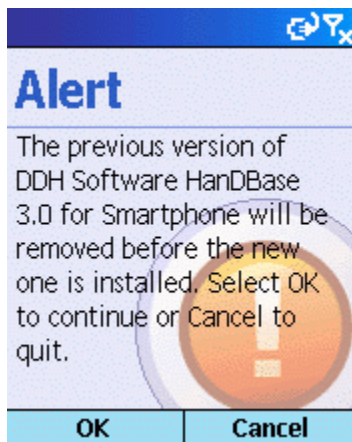 Alert
The previous version of
DDH Software HanDBase
3.0 for Smartphone will be
removed before the new
one is installed. Select OK
to continue or Cancel to
quit.
OK Cancel